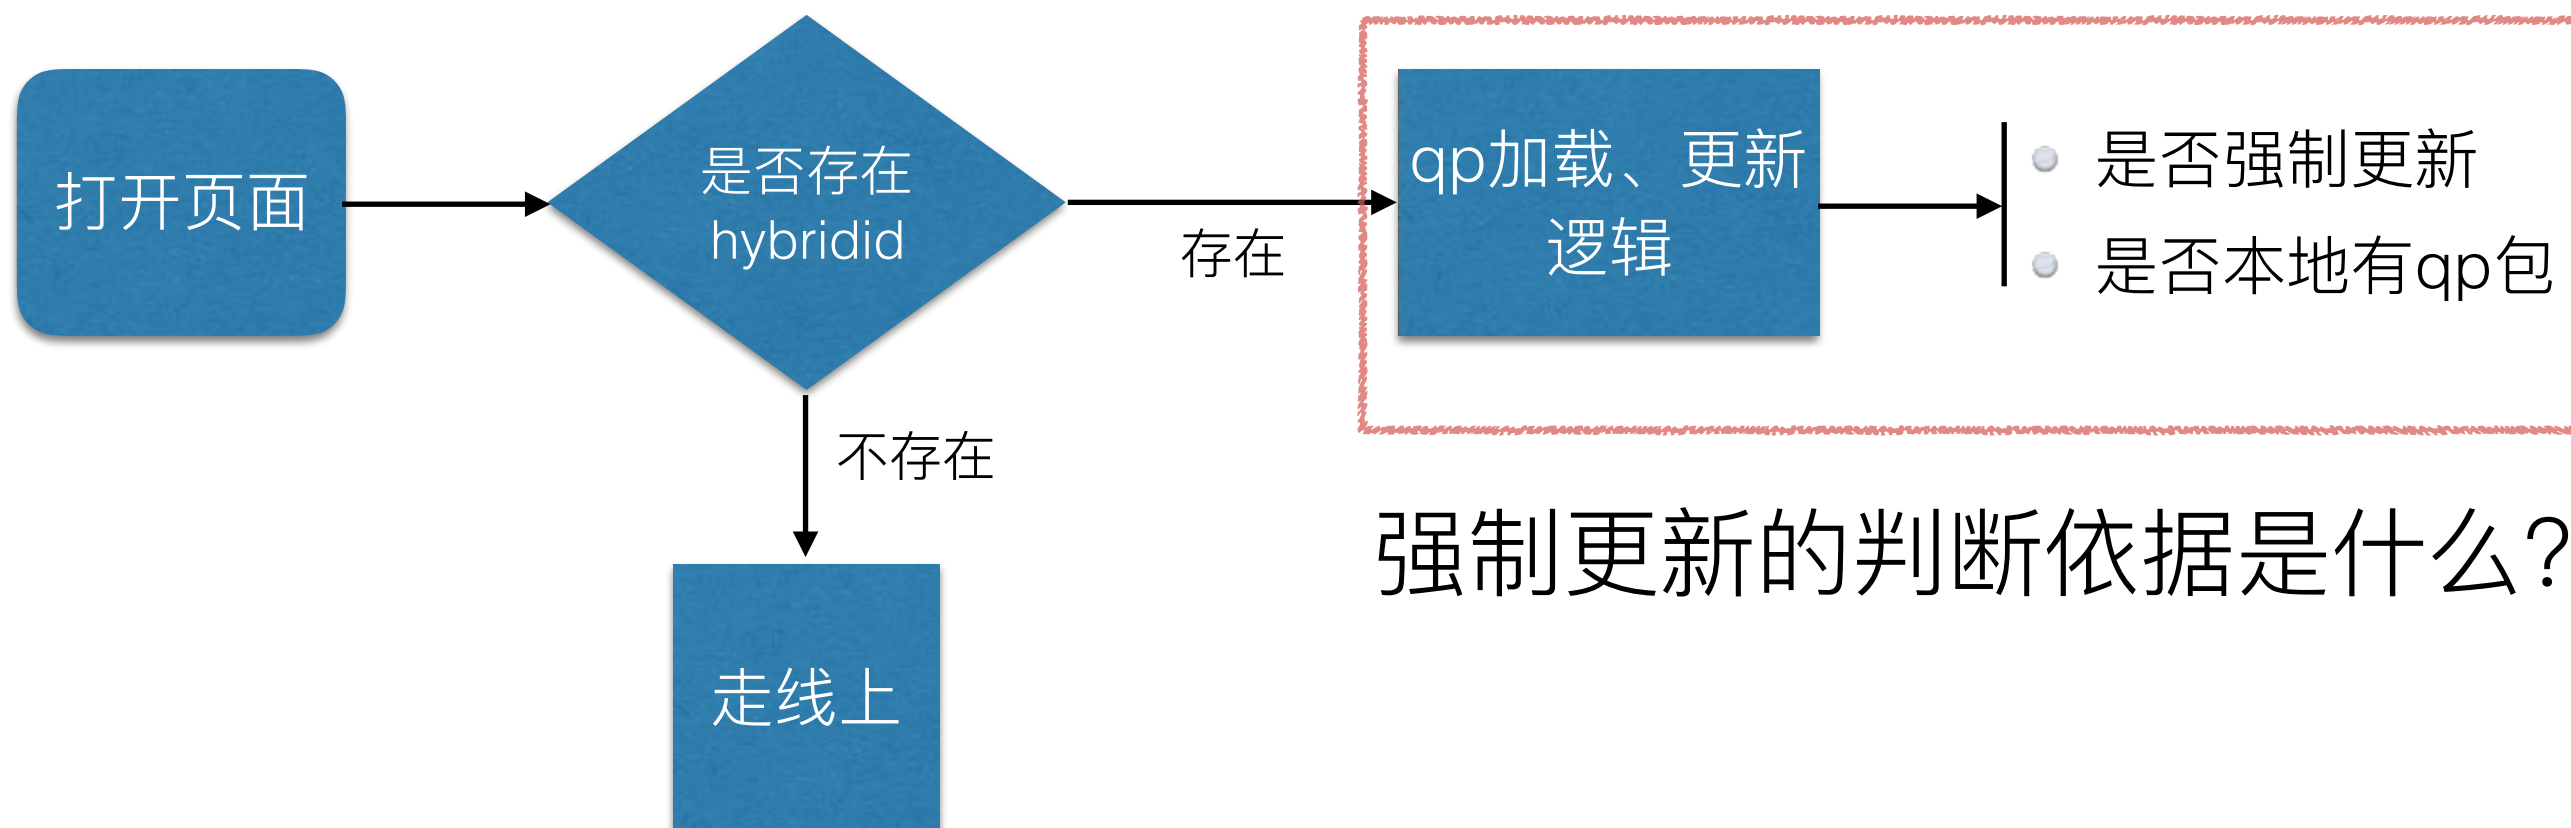 打开页面
是否存在
hybridid
存在
qp加载、更新
逻辑
是否强制更新
是否本地有qp包
不存在
强制更新的判断依据是什么?
走线上